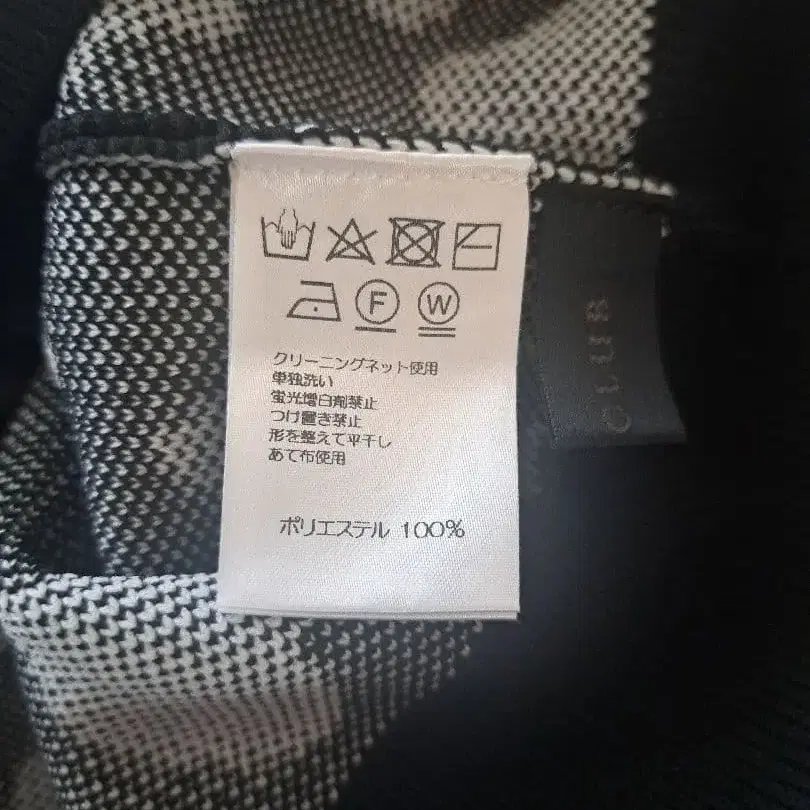 F W
クリーニングネット使用
単独洗い
蛍光増白剤禁止
つけ置き禁止
形を整えて平干し
あて布使用
ポリエステル 100%
CLUB